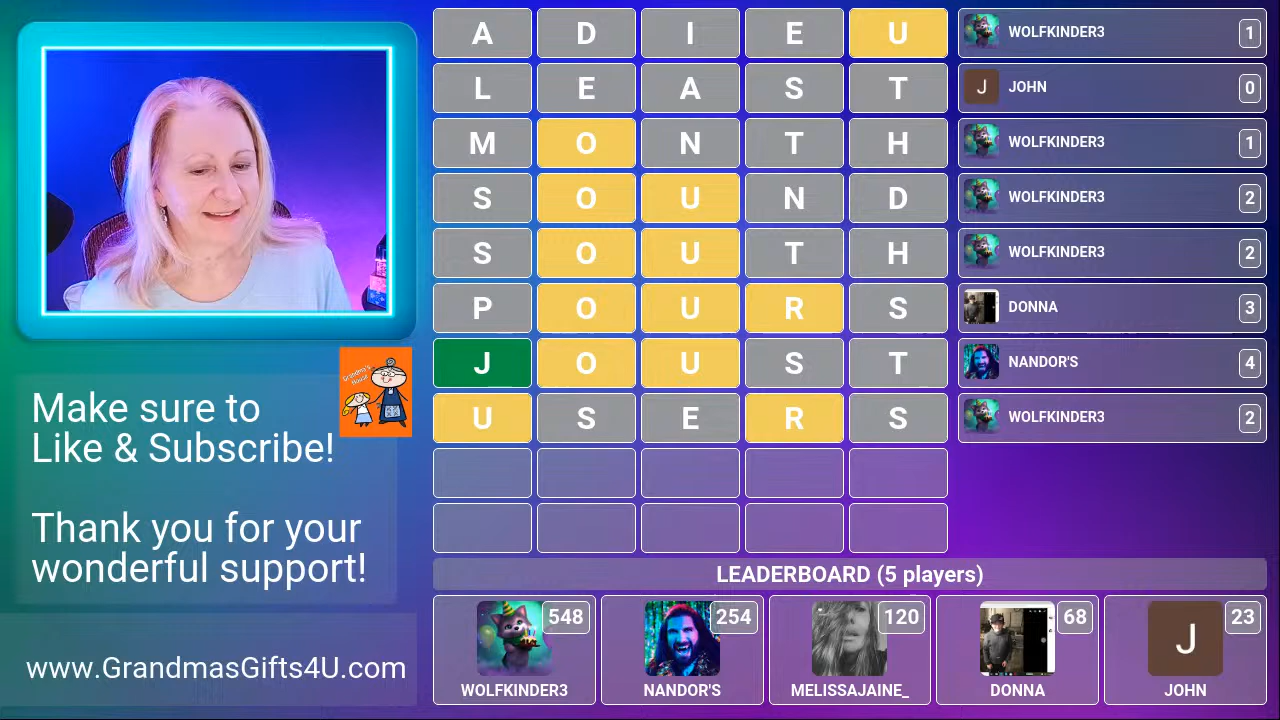 A D I E U WOLFKINDER3 1
L E A S T J JOHN 0
M O N T H WOLFKINDER3 1
S O U N D WOLFKINDER3 2
S O U T H WOLFKINDER3 2
P O U R S DONNA 3
J O U S T NANDOR'S 4
U S E R S WOLFKINDER3 2
Grandma's
House
Make sure to
Like & Subscribe!
Thank you for your
wonderful support!
www.GrandmasGifts4U.com
LEADERBOARD (5 players)
548 254 120 68 J 23
WOLFKINDER3 NANDOR'S MELISSAJAINE_ DONNA JOHN